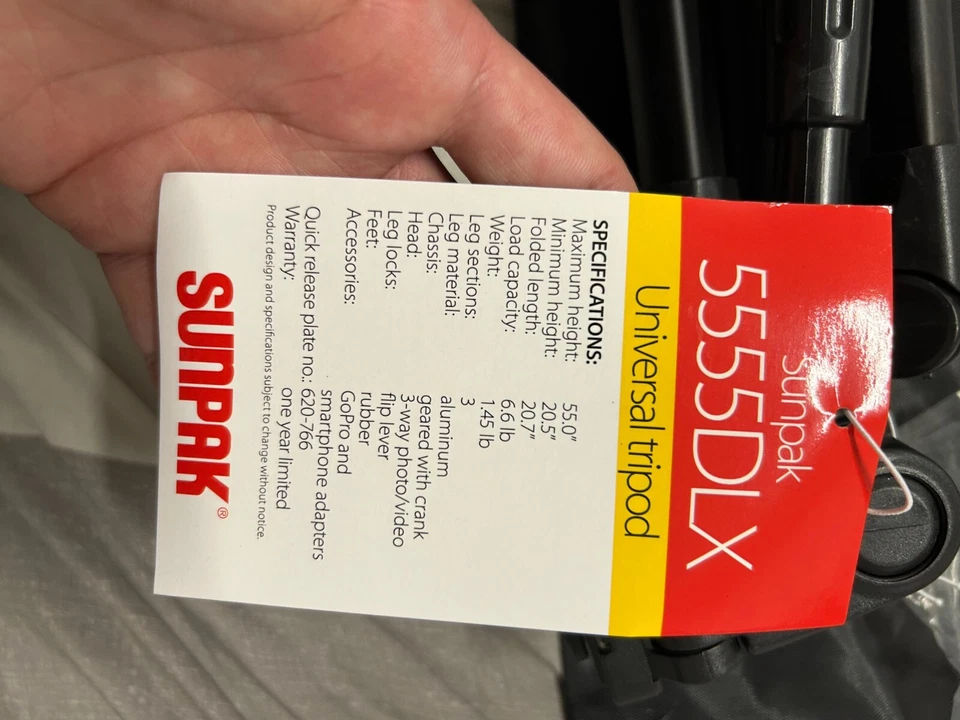 sunpak
5555DLX
Universal tripod
SPECIFICATIONS:
Maximum height: 55.0"
Minimum height: 20.5"
Folded length: 20.7"
Load capacity: 6.6 lb
Weight: 1.45 lb
Leg sections: 3
Leg material: aluminum
Chassis: geared with crank
Head: 3-way photo/video
Leg locks: flip lever
Feet: rubber
Accessories: GoPro and
smartphone adapters
Quick release plate no.: 620-766
Warranty: one year limited
Product design and specifications subject to change without notice.
SUNPAK®